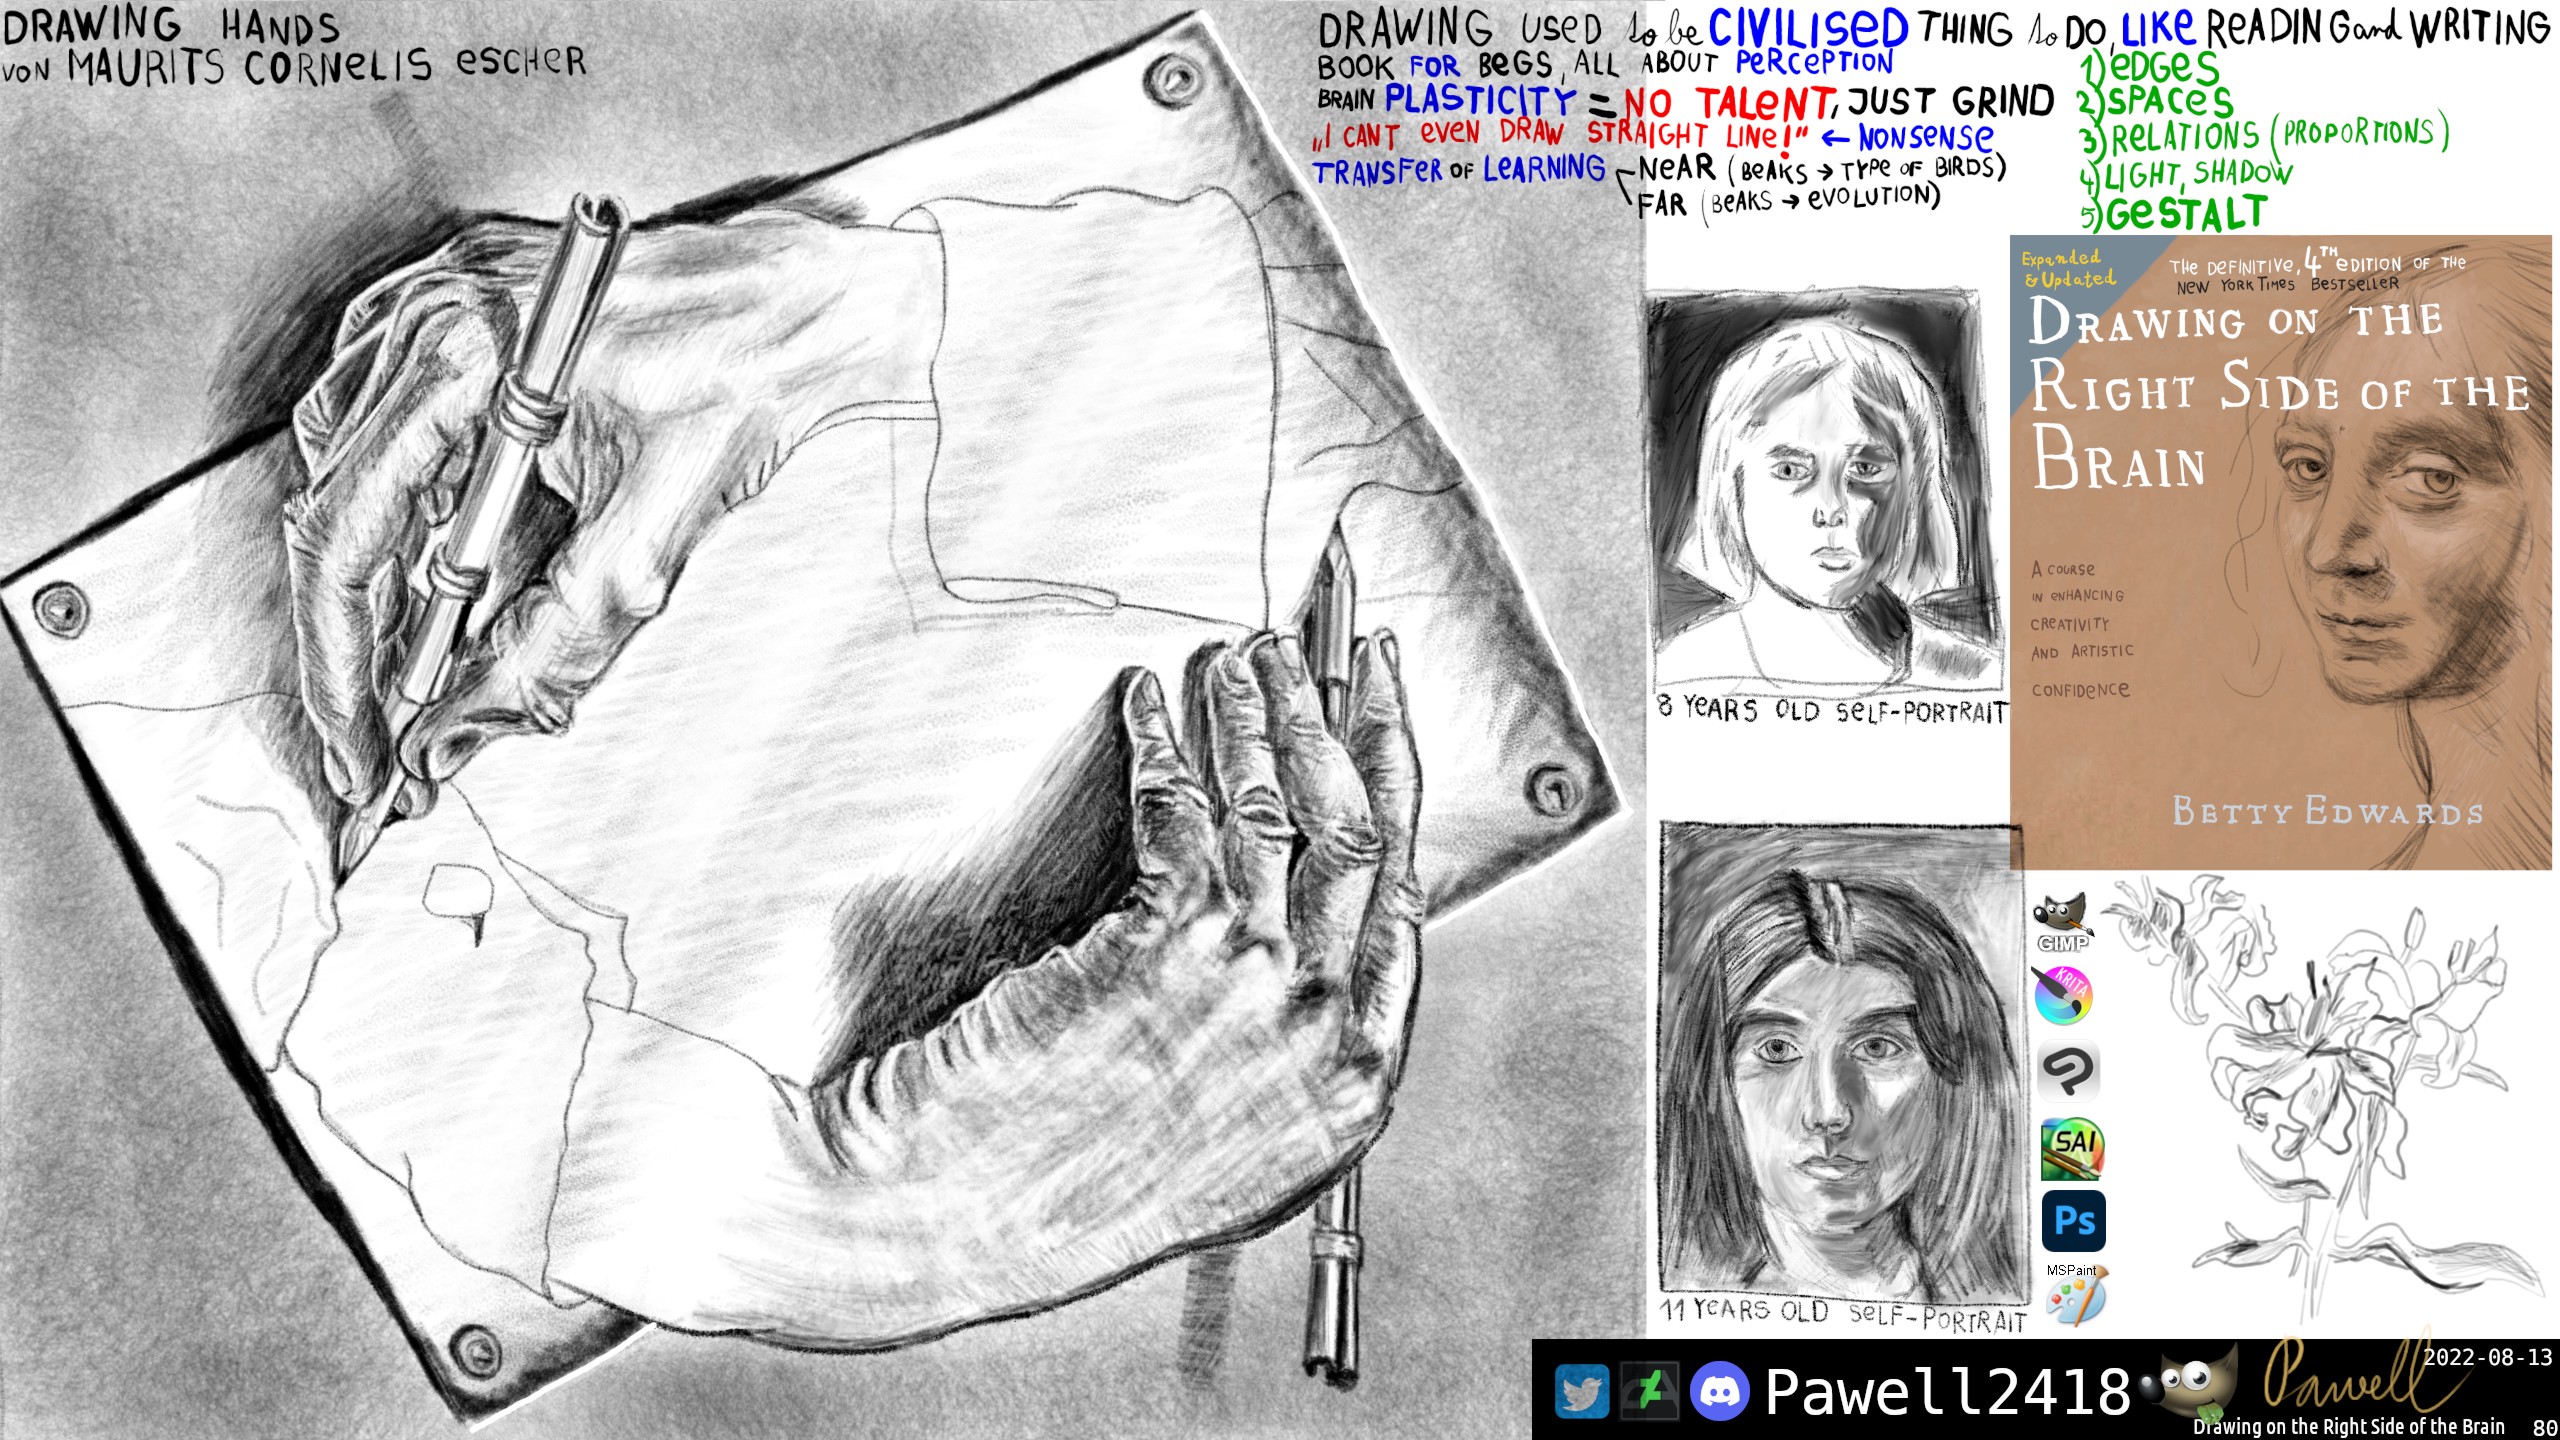 DRAWING HANDS
VON MAURITS CORNELIS ESCHER
DRAWING USED to be CIVILISED THING to DO, LIKE READING and WRITING
BOOK FOR BEGS, ALL ABOUT PERCEPTION
BRAIN PLASTICITY = NO TALENT, JUST GRIND
„I CANT EVEN DRAW STRAIGHT LINE!" ← NONSENSE
TRANSFER OF LEARNING
NEAR (BEAKS → TYPE OF BIRDS)
FAR (BEAKS → EVOLUTION)
1) EDGES
2) SPACES
3) RELATIONS (PROPORTIONS)
4) LIGHT, SHADOW
5) GESTALT
Expanded
& Updated
THE DEFINITIVE, 4TH EDITION OF THE
NEW YORK TIMES BESTSELLER
DRAWING ON THE
RIGHT SIDE OF THE
BRAIN
A COURSE
IN ENHANCING
CREATIVITY
AND ARTISTIC
CONFIDENCE
BETTY EDWARDS
8 YEARS OLD SELF-PORTRAIT
11 YEARS OLD SELF-PORTRAIT
GIMP
KRITA
SAI
Ps
MSPaint
Pawell2418
Pawell
2022-08-13
Drawing on the Right Side of the Brain 80